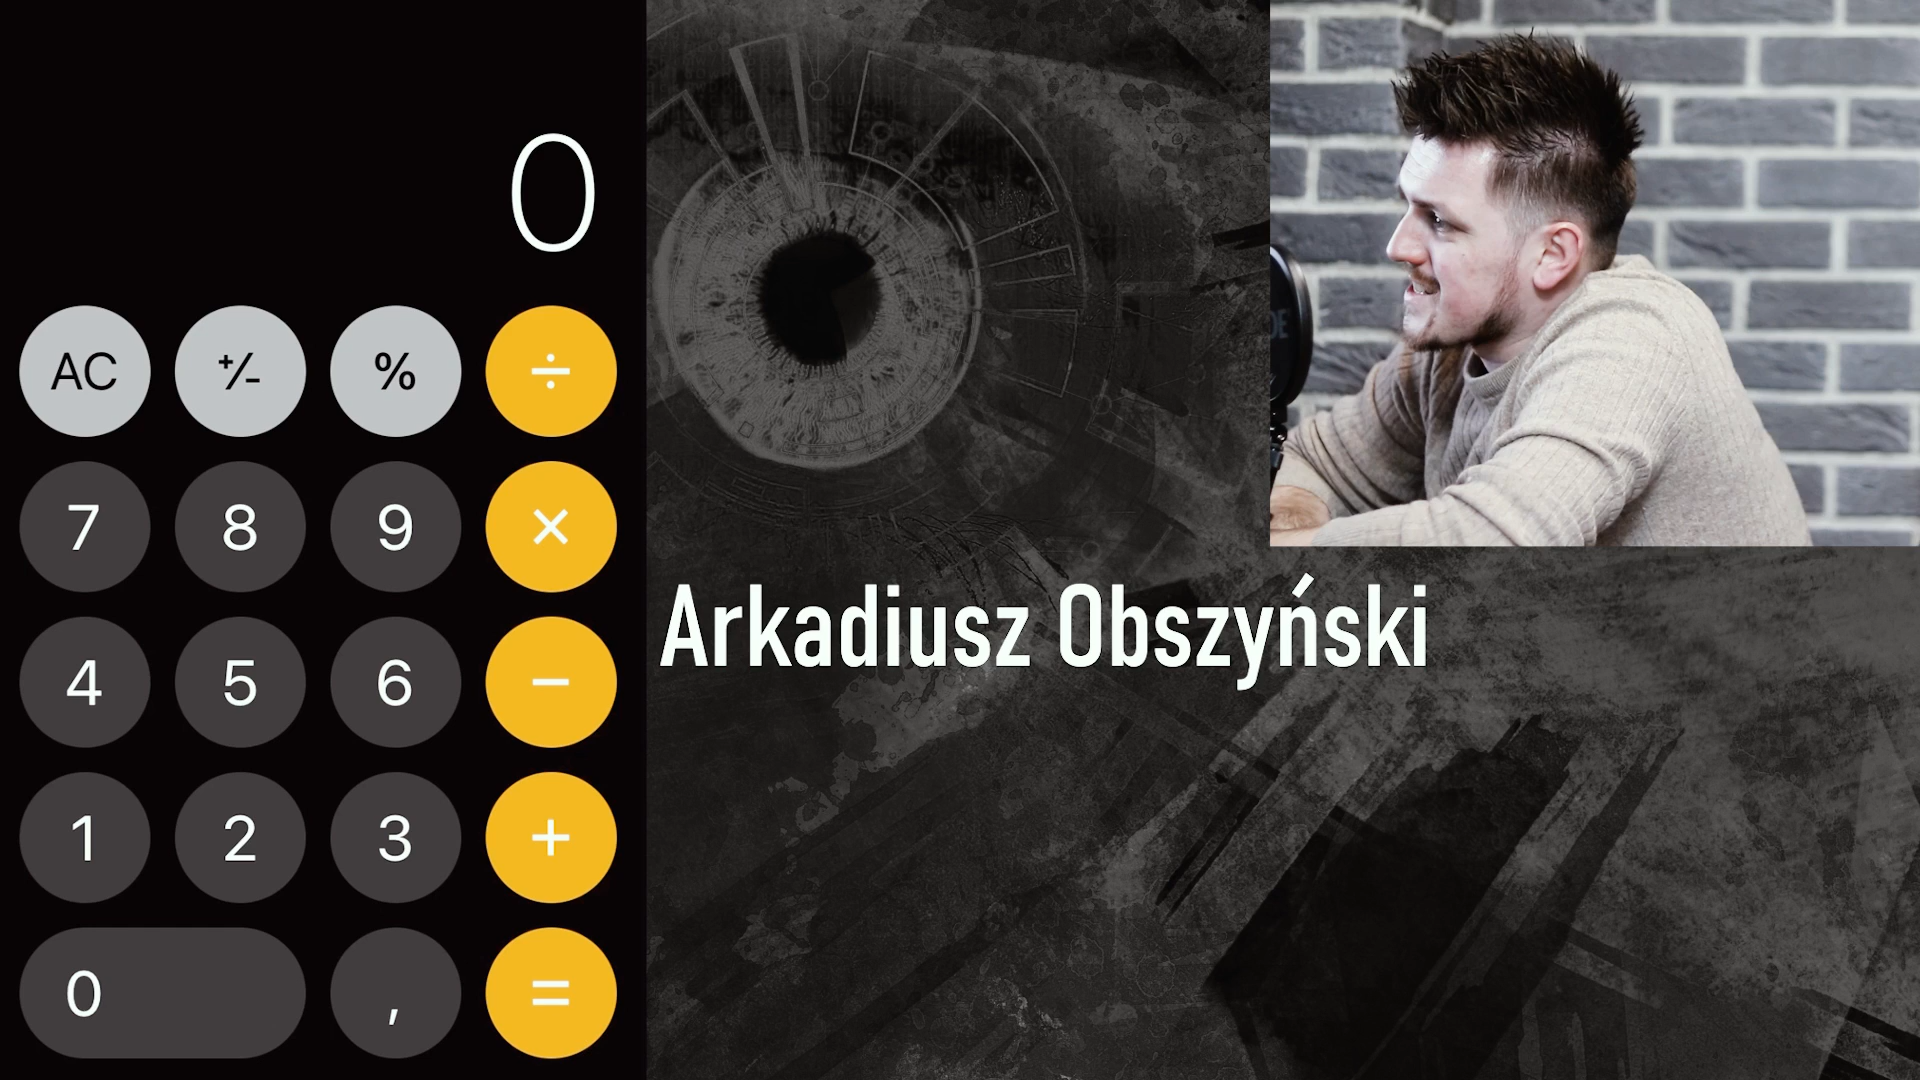 0
AC +/- % ÷
7 8 9 ×
4 5 6 −
1 2 3 +
0 , =
Arkadiusz Obszyński